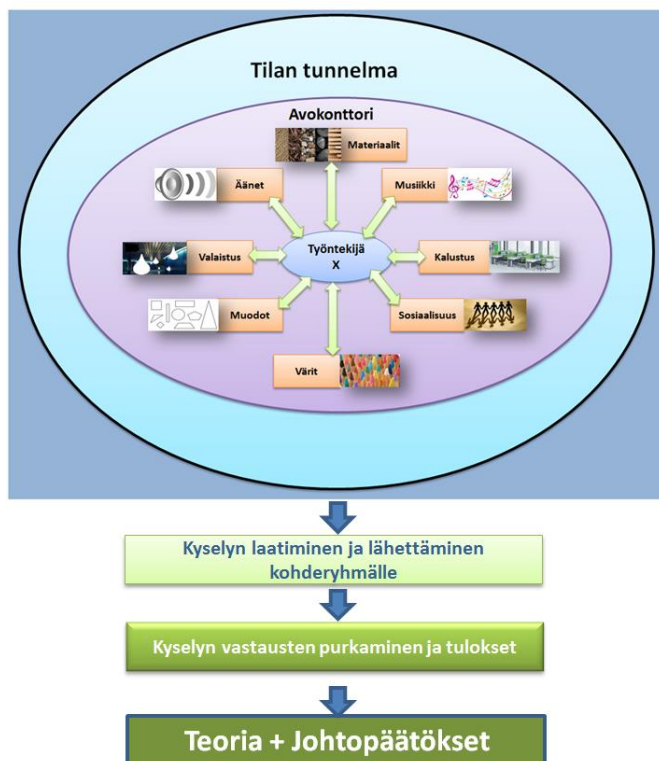 Tilan tunnelma
Avokonttori
Materiaalit
Äänet
Musiikki
Valaistus
Työntekijä
X
Kalustus
Muodot
Sosiaalisuus
Värit
Kyselyn laatiminen ja lähettäminen
kohderyhmälle
Kyselyn vastausten purkaminen ja tulokset
Teoria + Johtopäätökset